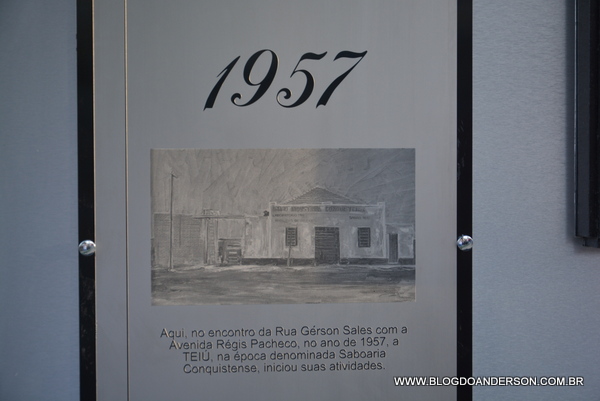 1957
Aqui, no encontro da Rua Gérson Sales com a
Avenida Régis Pacheco, no ano de 1957, a
TEIÚ, na época denominada Saboaria
Conquistense, iniciou suas atividades.
WWW.BLOGDOANDERSON.COM.BR